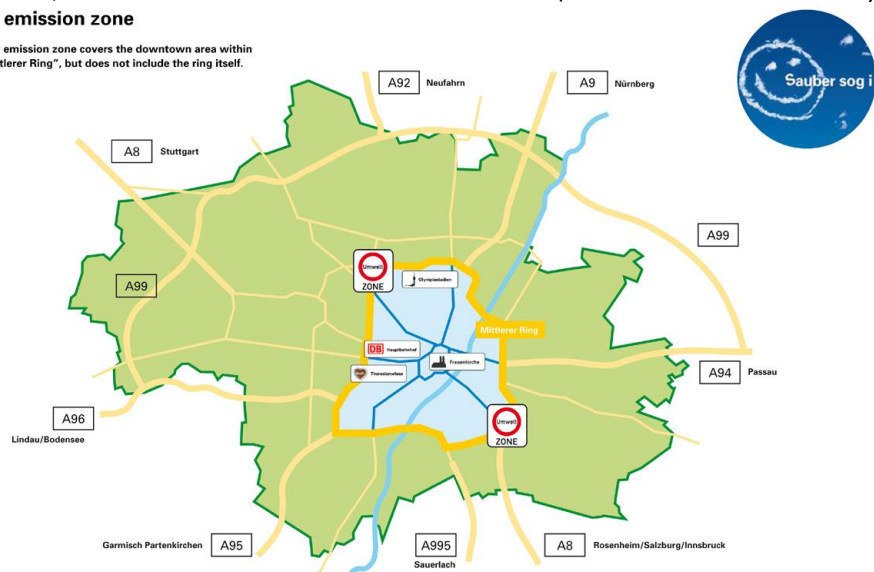 emission zone
emission zone covers the downtown area within
tlerer Ring", but does not include the ring itself.
Sauber sog i
A92 Neufahrn
A9 Nürnberg
A8 Stuttgart
A99
A99
Umwelt
ZONE
Olympiastadion
Mittlerer Ring
DB Hauptbahnhof
Frauenkirche
Theresienwiese
A94 Passau
A96
Lindau/Bodensee
Umwelt
ZONE
Garmisch Partenkirchen A95
A995
Sauerlach
A8 Rosenheim/Salzburg/Innsbruck